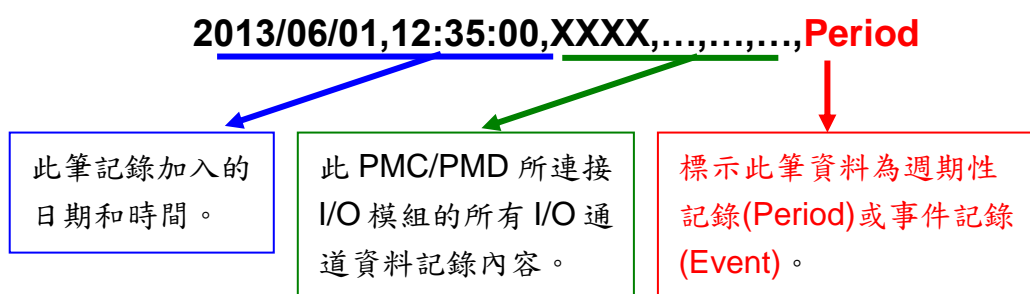 2013/06/01,12:35:00,XXXX,…,…,…,Period
此筆記錄加入的
日期和時間。
此 PMC/PMD 所連接
I/O 模組的所有 I/O 通
道資料記錄內容。
標示此筆資料為週期性
記錄(Period)或事件記錄
(Event)。